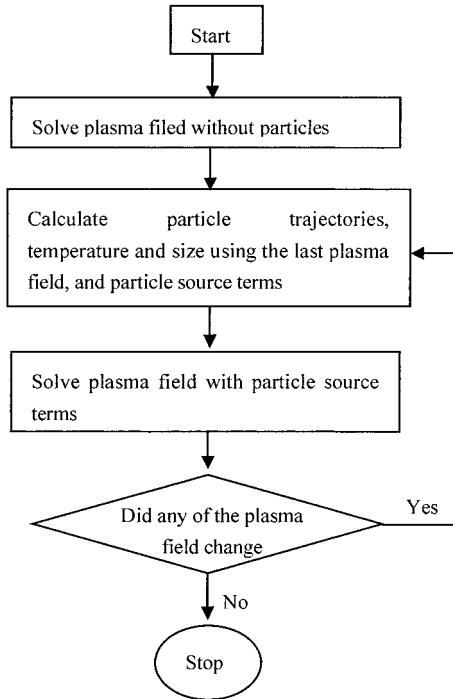 Start
Solve plasma filed without particles
Calculate particle trajectories,
temperature and size using the last plasma
field, and particle source terms
Solve plasma field with particle source
terms
Did any of the plasma
field change
Yes
No
Stop